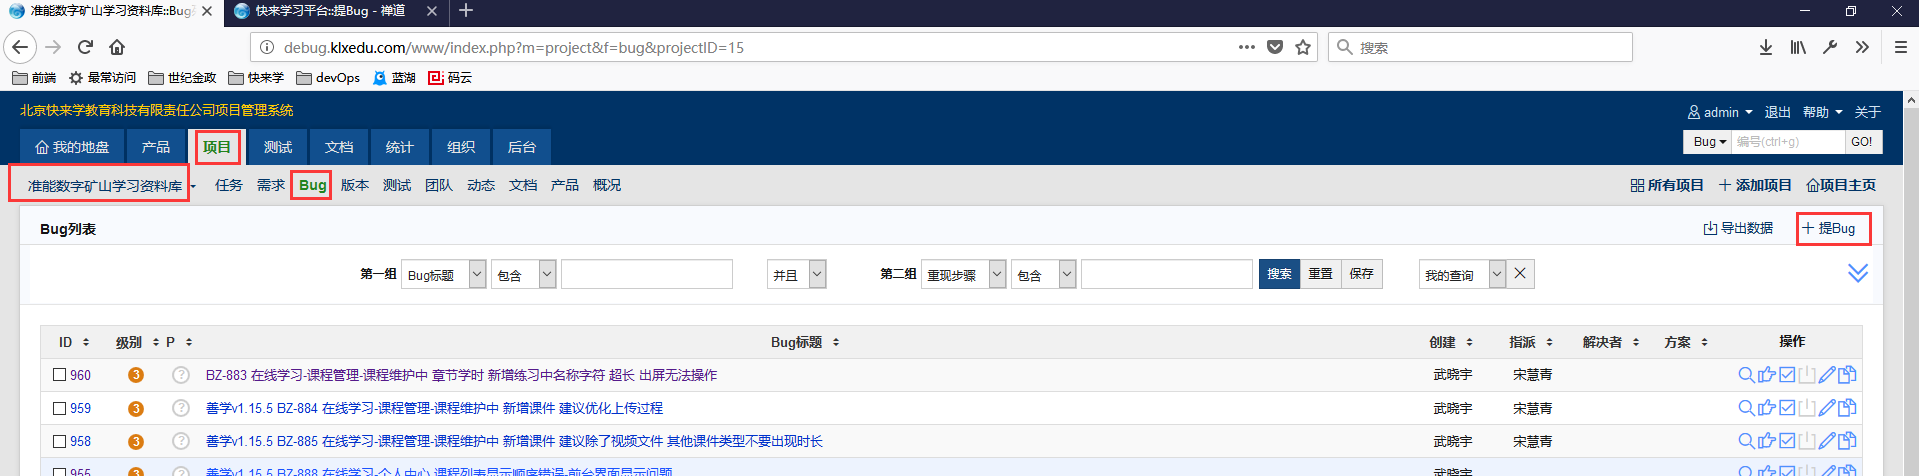 准能数字矿山学习资料库::Bug
快来学习平台::提Bug - 禅道
debug.klxedu.com/www/index.php?m=project&f=bug&projectID=15
搜索
前端 最常访问 世纪金政 快来学 devOps 蓝湖 码云
北京快来学教育科技有限责任公司项目管理系统
admin 退出 帮助 关于
我的地盘 产品 项目 测试 文档 统计 组织 后台
Bug 编号(ctrl+g) GO!
准能数字矿山学习资料库 任务 需求 Bug 版本 测试 团队 动态 文档 产品 概况
所有项目 添加项目 项目主页
Bug列表
导出数据 提Bug
第一组 Bug标题 包含 并且 第二组 重现步骤 包含 搜索 重置 保存 我的查询
ID 级别 P Bug标题 创建 指派 解决者 方案 操作
960 3 ? BZ-883 在线学习-课程管理-课程维护中 章节学时 新增练习中名称字符 超长 出屏无法操作 武晓宇 宋慧青
959 3 ? 善学v1.15.5 BZ-884 在线学习-课程管理-课程维护中 新增课件 建议优化上传过程 武晓宇 宋慧青
958 3 ? 善学v1.15.5 BZ-885 在线学习-课程管理-课程维护中 新增课件 建议除了视频文件 其他课件类型不要出现时长 武晓宇 宋慧青
955 3 善学v1.15.5 BZ-888 在线学习-个人中心 课程列表显示顺序错误-前台界面显示问题 武晓宇